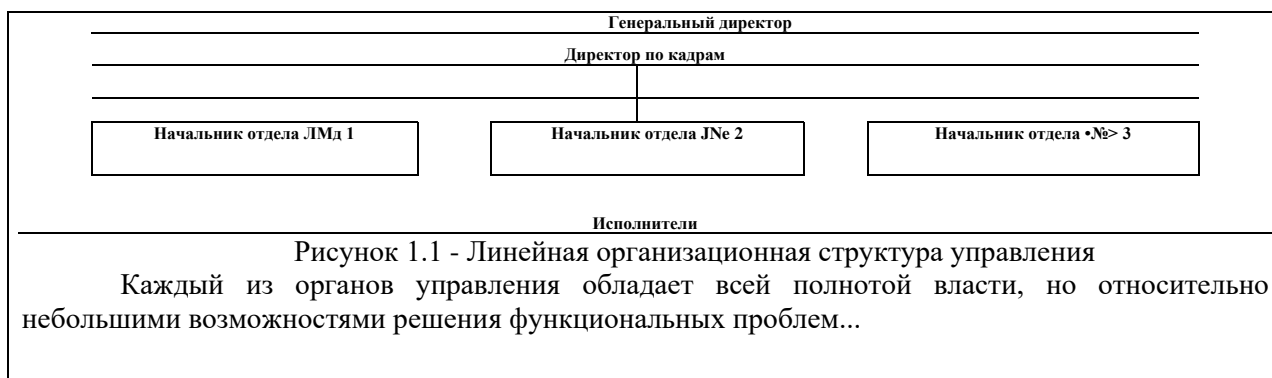 Генеральный директор
Директор по кадрам
Начальник отдела ЛМд 1
Начальник отдела JNe 2
Начальник отдела •№> 3
Исполнители
Рисунок 1.1 - Линейная организационная структура управления
Каждый из органов управления обладает всей полнотой власти, но относительно
небольшими возможностями решения функциональных проблем...